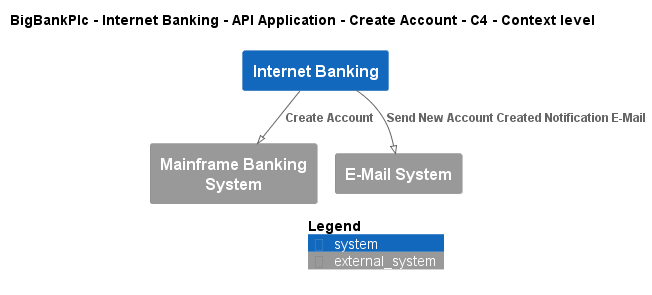 BigBankPlc - Internet Banking - API Application - Create Account - C4 - Context level
Internet Banking
Create Account
Send New Account Created Notification E-Mail
Mainframe Banking
System
E-Mail System
Legend
system
external_system